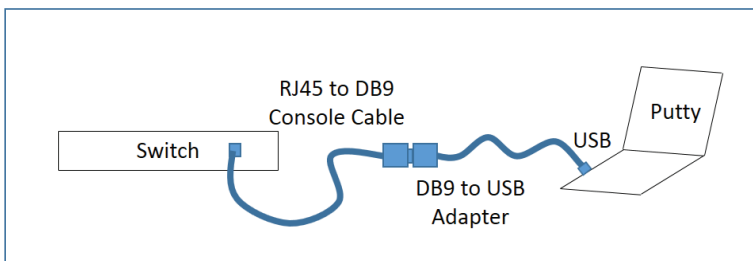 RJ45 to DB9
Console Cable
Switch
DB9 to USB
Adapter
USB
Putty